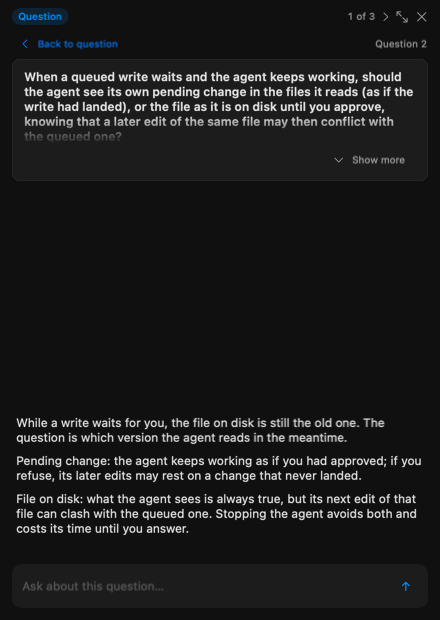 Question
1 of 3
Back to question
Question 2
When a queued write waits and the agent keeps working, should
the agent see its own pending change in the files it reads (as if the
write had landed), or the file as it is on disk until you approve,
knowing that a later edit of the same file may then conflict with
the queued one?
Show more
While a write waits for you, the file on disk is still the old one. The
question is which version the agent reads in the meantime.
Pending change: the agent keeps working as if you had approved; if you
refuse, its later edits may rest on a change that never landed.
File on disk: what the agent sees is always true, but its next edit of that
file can clash with the queued one. Stopping the agent avoids both and
costs its time until you answer.
Ask about this question...